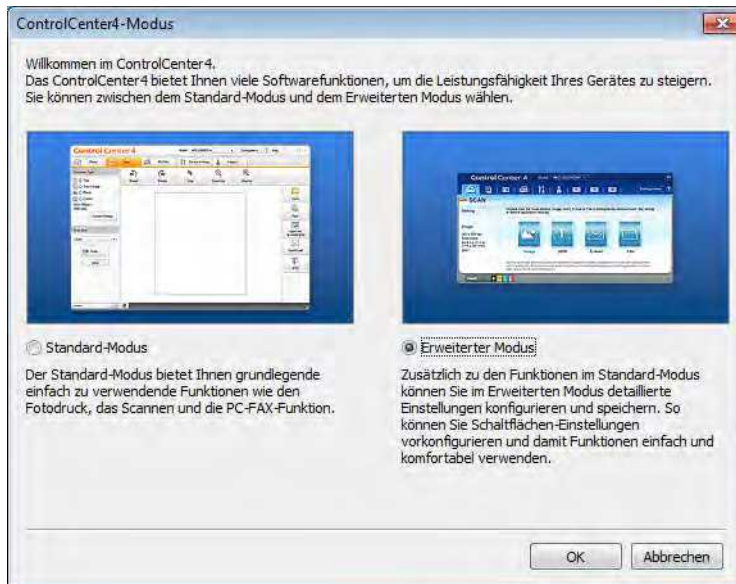 ControlCenter4-Modus
Willkommen im ControlCenter4.
Das ControlCenter4 bietet Ihnen viele Softwarefunktionen, um die Leistungsfähigkeit Ihres Gerätes zu steigern.
Sie können zwischen dem Standard-Modus und dem Erweiterten Modus wählen.
Control Center 4
Control Center 4
SCAN
Standard-Modus
Der Standard-Modus bietet Ihnen grundlegende
einfach zu verwendende Funktionen wie den
Fotodruck, das Scannen und die PC-FAX-Funktion.
Erweiterter Modus
Zusätzlich zu den Funktionen im Standard-Modus
können Sie im Erweiterten Modus detaillierte
Einstellungen konfigurieren und speichern. So
können Sie Schaltflächen-Einstellungen
vorkonfigurieren und damit Funktionen einfach und
komfortabel verwenden.
OK
Abbrechen